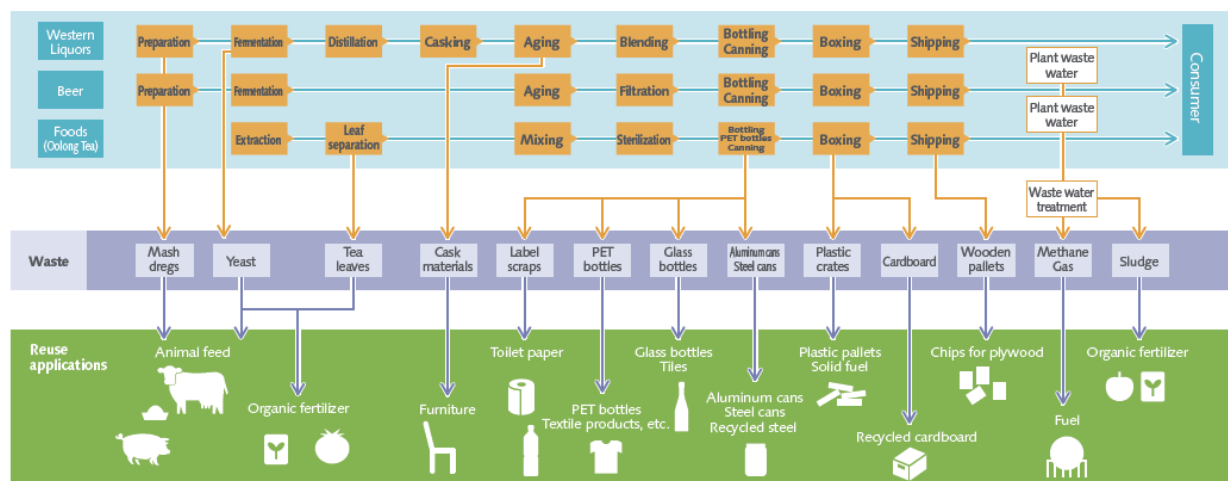 Western
Liquors
Preparation
Fermentation
Distillation
Casking
Aging
Blending
Bottling
Canning
Boxing
Shipping
Plant waste
water
Consumer
Beer
Preparation
Fermentation
Aging
Filtration
Bottling
Canning
Boxing
Shipping
Plant waste
water
Foods
(Oolong Tea)
Extraction
Leaf
separation
Mixing
Sterilization
Bottling
PET bottles
Canning
Boxing
Shipping
Waste water
treatment
Waste
Mash
dregs
Yeast
Tea
leaves
Cask
materials
Label
scraps
PET
bottles
Glass
bottles
Aluminum cans
Steel cans
Plastic
crates
Cardboard
Wooden
pallets
Methane
Gas
Sludge
Reuse
applications
Animal feed
Organic fertilizer
Furniture
Toilet paper
PET bottles
Textile products, etc.
Glass bottles
Tiles
Aluminum cans
Steel cans
Recycled steel
Plastic pallets
Solid fuel
Recycled cardboard
Chips for plywood
Fuel
Organic fertilizer